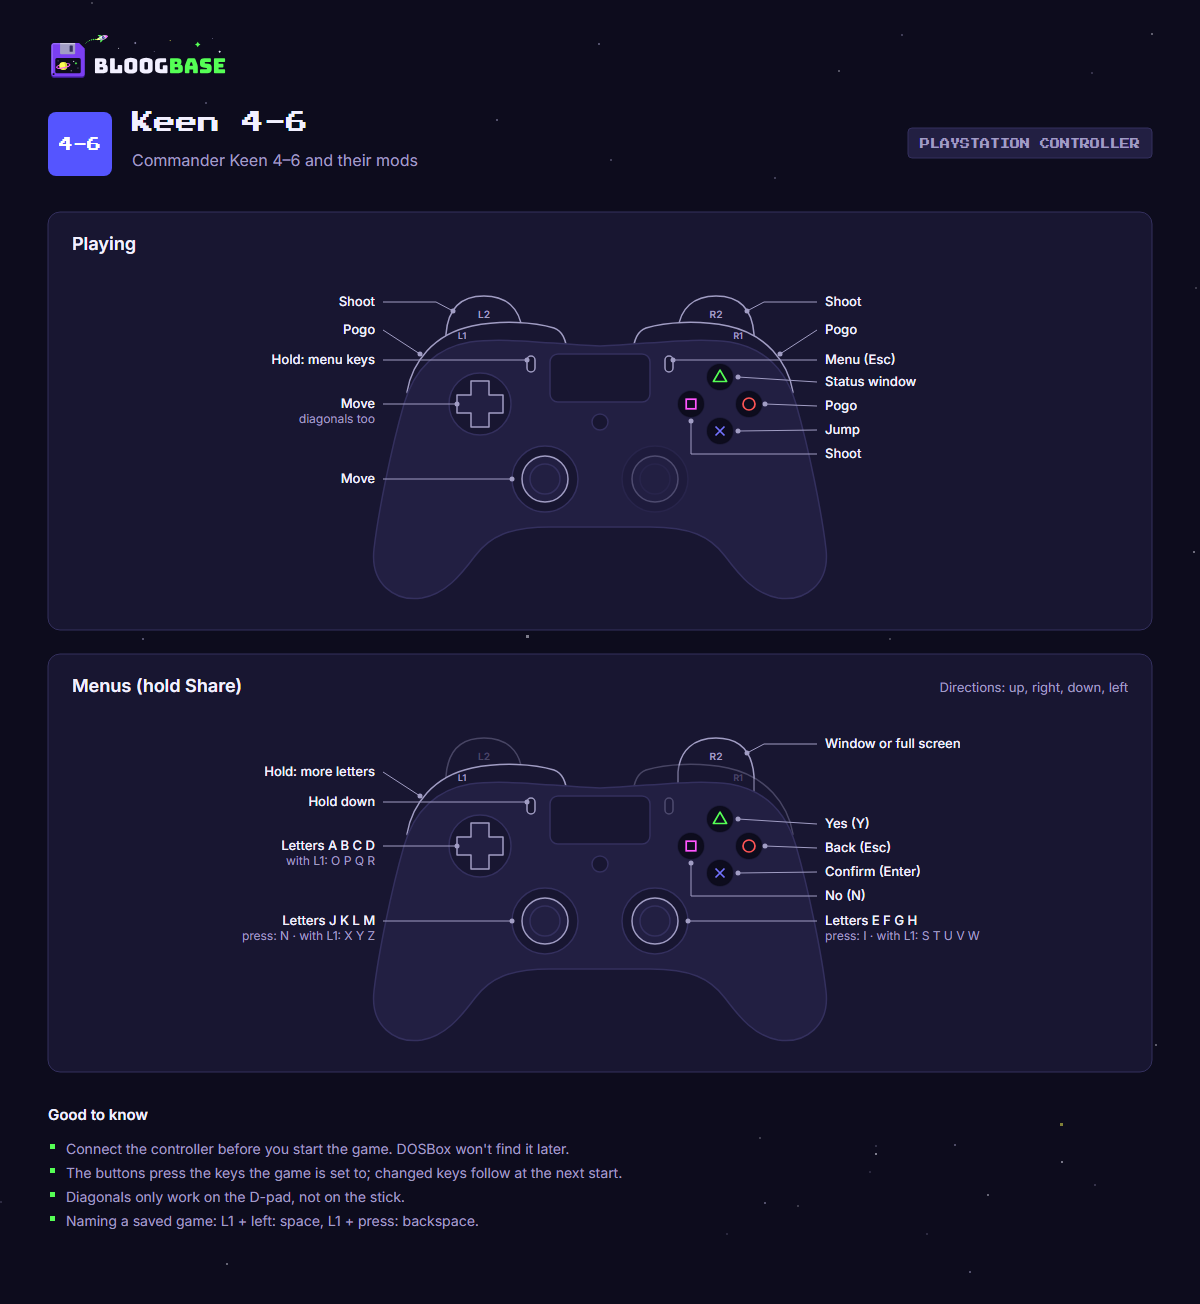 BLOOGBASE
4-6
Keen 4-6
Commander Keen 4–6 and their mods
PLAYSTATION CONTROLLER
Playing
Shoot
L2
R2
Shoot
Pogo
L1
R1
Pogo
Hold: menu keys
Menu (Esc)
Status window
Move
diagonals too
Pogo
Jump
Shoot
Move
Menus (hold Share)
Directions: up, right, down, left
L2
R2
Window or full screen
Hold: more letters
L1
R1
Hold down
Yes (Y)
Letters A B C D
with L1: O P Q R
Back (Esc)
Confirm (Enter)
No (N)
Letters J K L M
press: N · with L1: X Y Z
Letters E F G H
press: I · with L1: S T U V W
Good to know
Connect the controller before you start the game. DOSBox won't find it later.
The buttons press the keys the game is set to; changed keys follow at the next start.
Diagonals only work on the D-pad, not on the stick.
Naming a saved game: L1 + left: space, L1 + press: backspace.